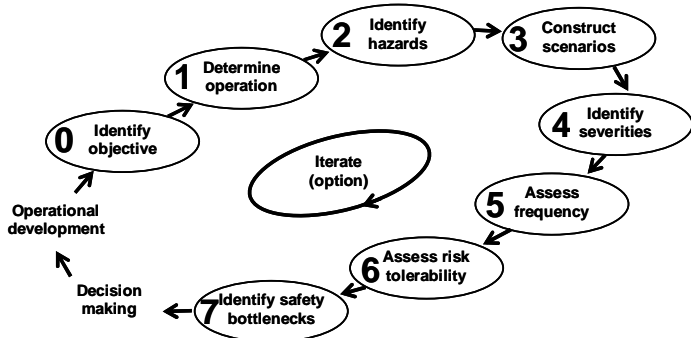 0 Identify
objective
1 Determine
operation
2 Identify
hazards
3 Construct
scenarios
4 Identify
severities
5 Assess
frequency
6 Assess risk
tolerability
7 Identify safety
bottlenecks
Decision
making
Operational
development
Iterate
(option)